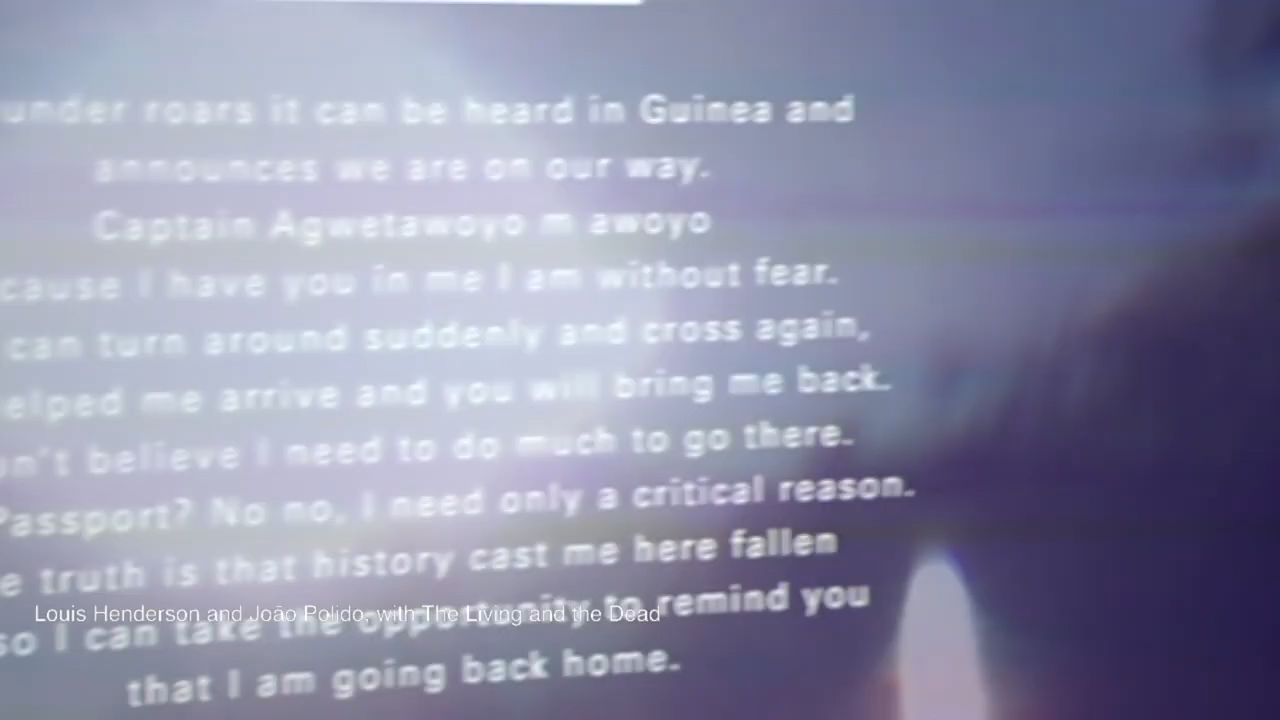 under roars it can be heard in Guinea and
announces we are on our way.
Captain Agwetawoyo m awoyo
cause I have you in me I am without fear.
can turn around suddenly and cross again,
elped me arrive and you will bring me back.
n't believe I need to do much to go there.
Passport? No no, I need only a critical reason.
e truth is that history cast me here fallen
Louis Henderson and João Polido, with The Living and the Dead
so I can take the opportunity to remind you
that I am going back home.